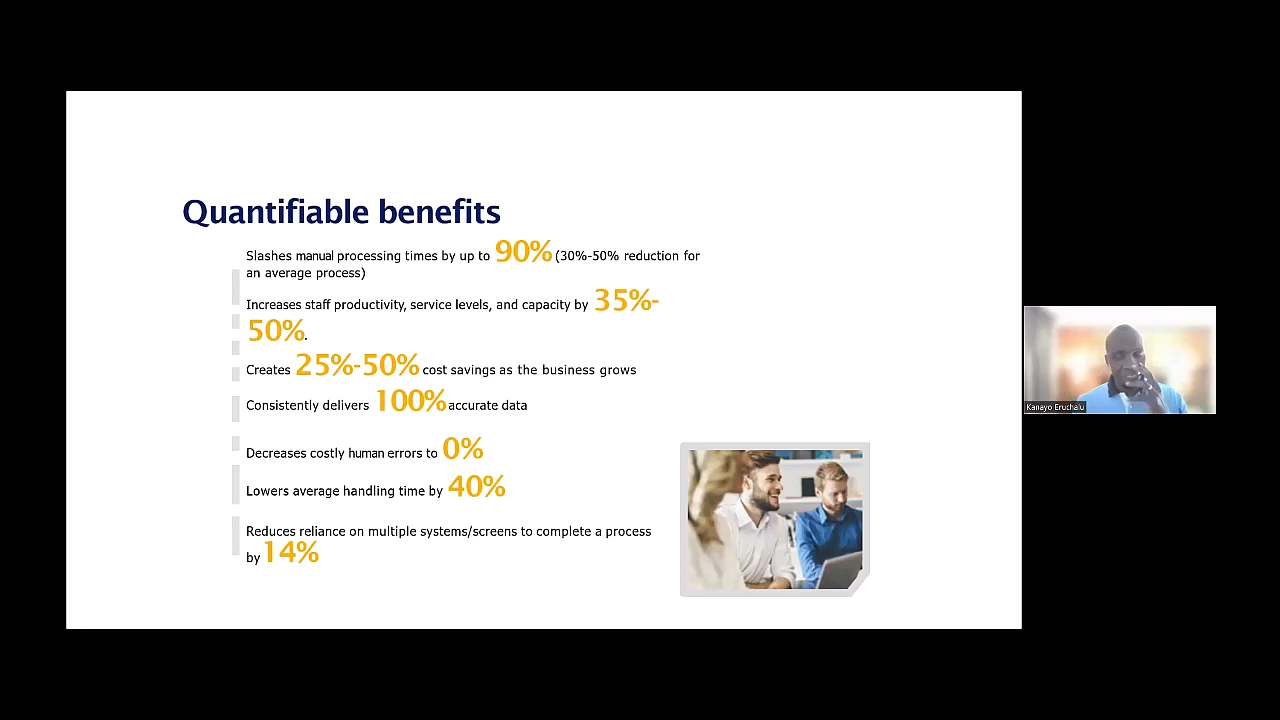 Quantifiable benefits
Slashes manual processing times by up to 90% (30%-50% reduction for
an average process)
Increases staff productivity, service levels, and capacity by 35%-
50%.
Creates 25%-50% cost savings as the business grows
Consistently delivers 100% accurate data
Decreases costly human errors to 0%
Lowers average handling time by 40%
Reduces reliance on multiple systems/screens to complete a process
by 14%
Kanayo Eruchalu